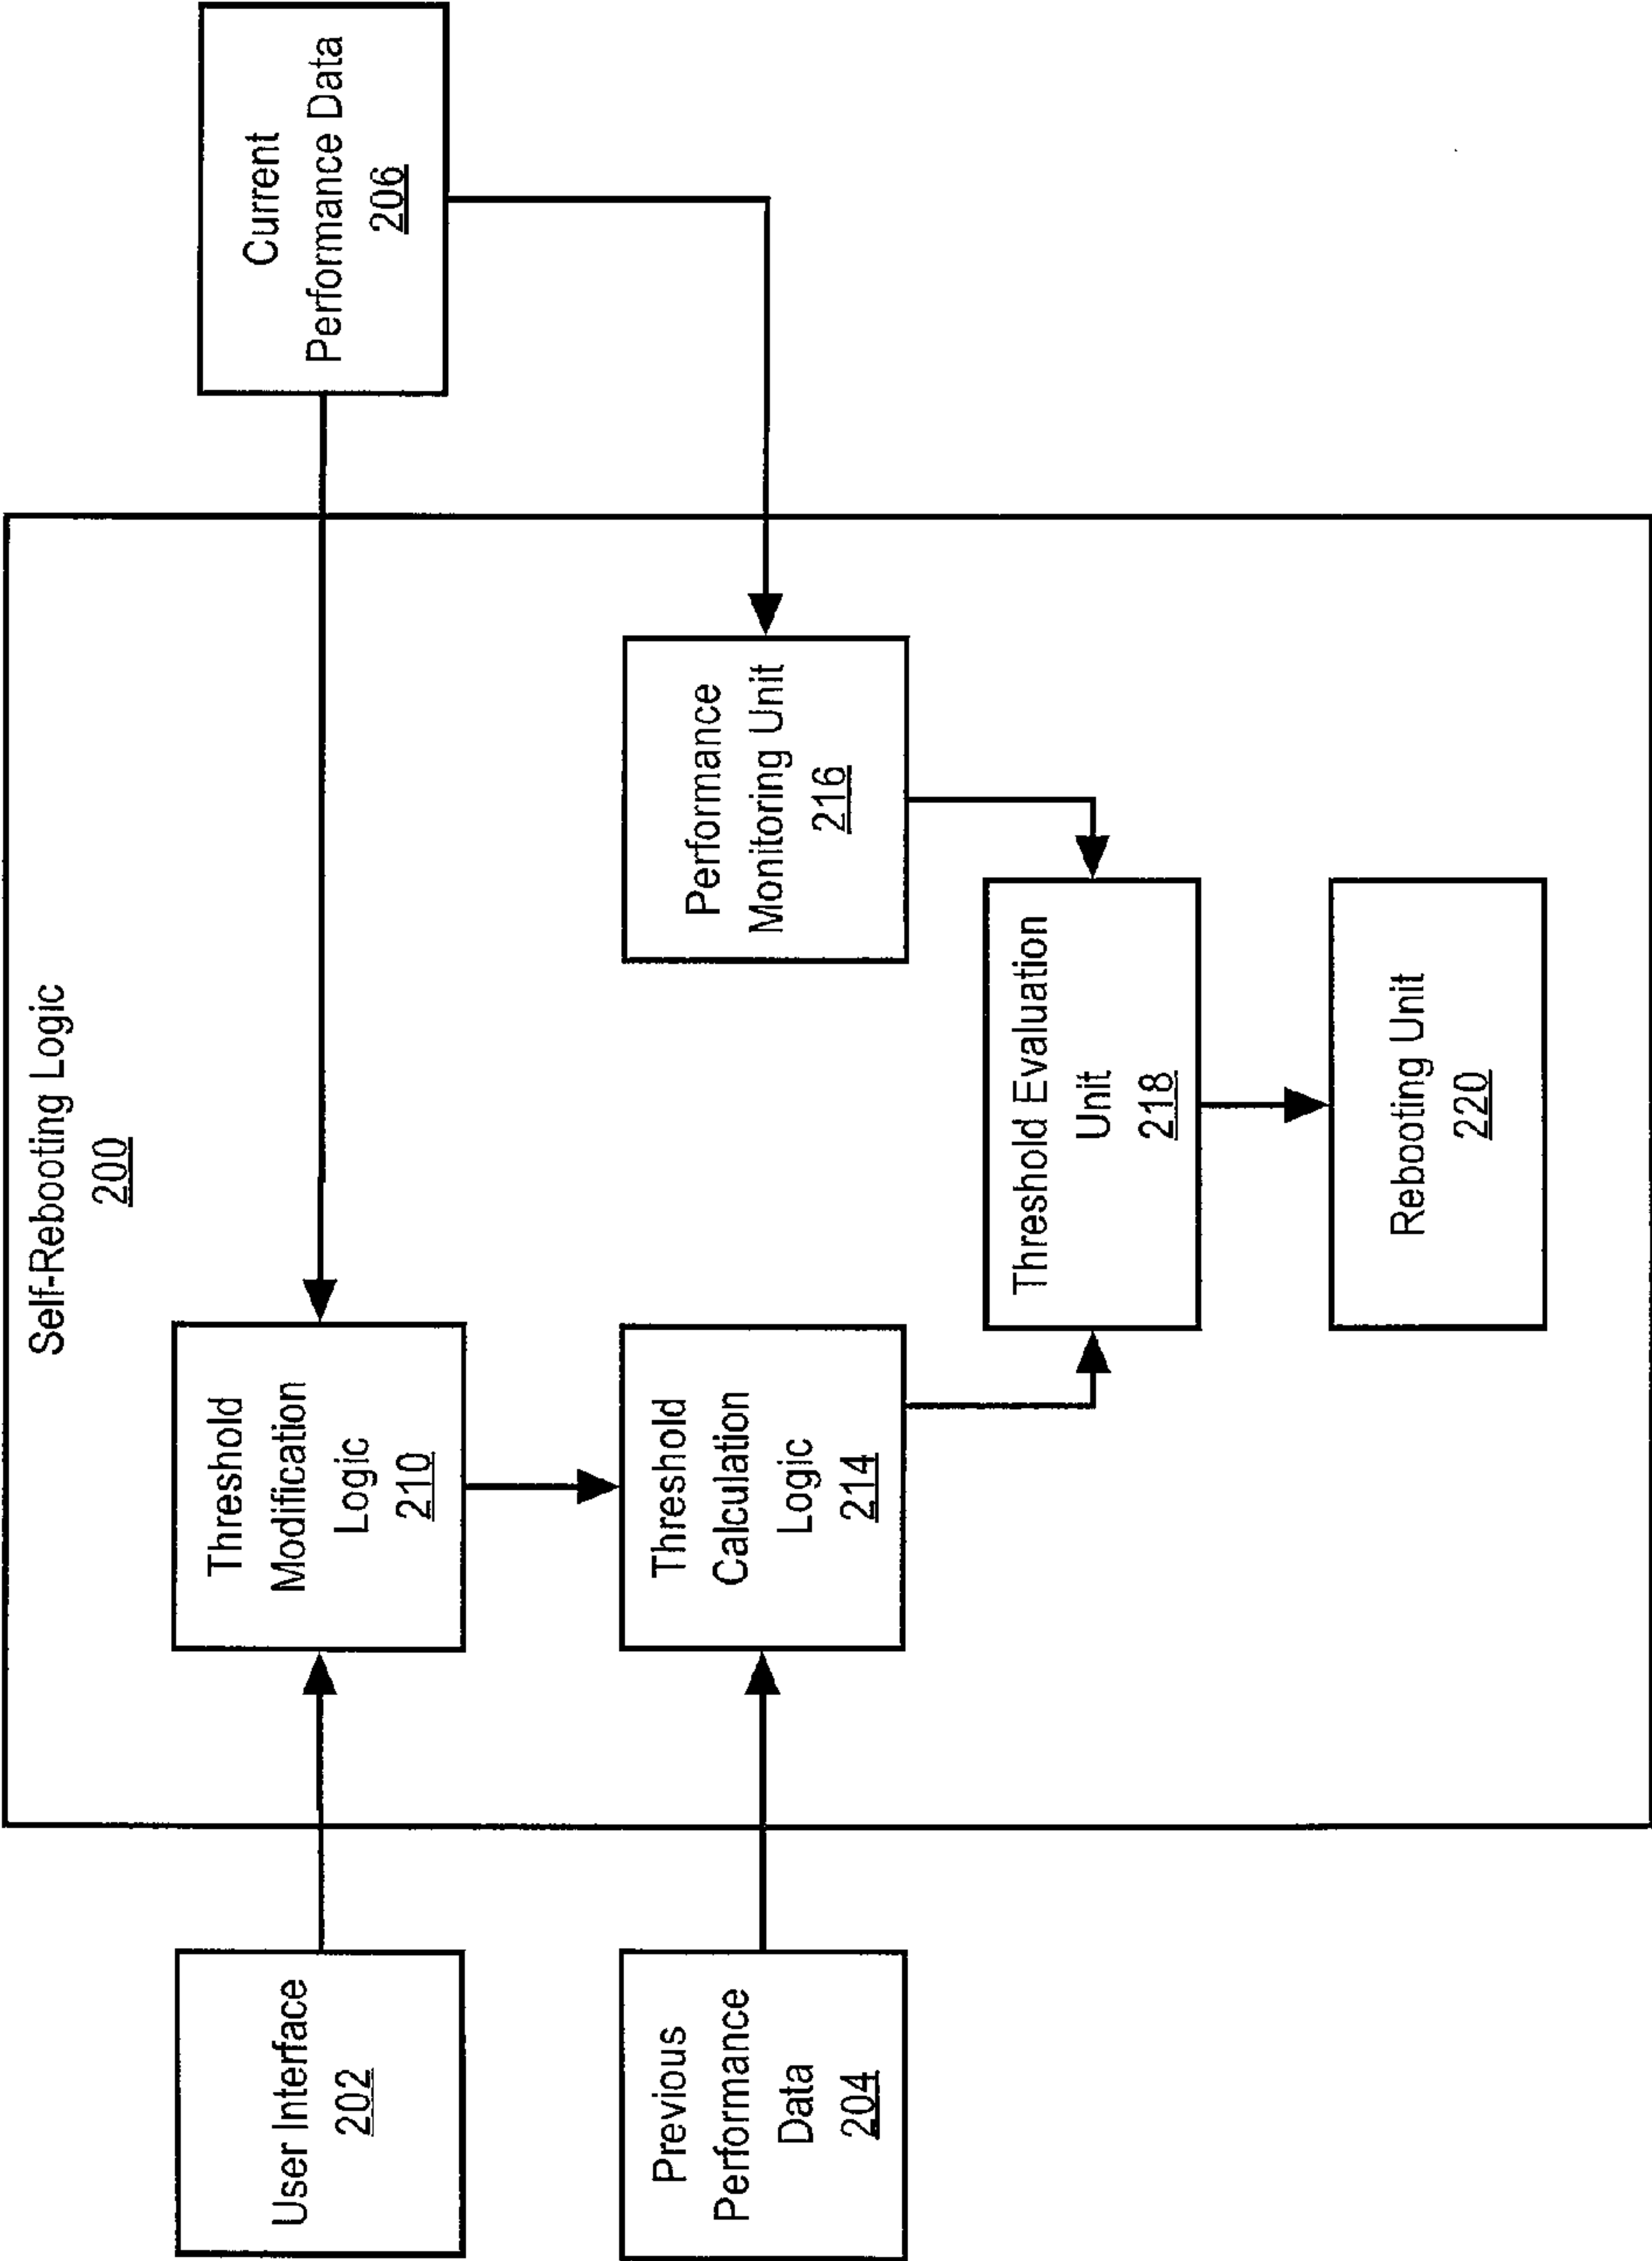 Self-Rebooting Logic
200
User Interface
202
Threshold
Modification
Logic
210
Current
Performance Data
206
Previous
Performance
Data
204
Threshold
Calculation
Logic
214
Performance
Monitoring Unit
216
Threshold Evaluation
Unit
218
Rebooting Unit
220